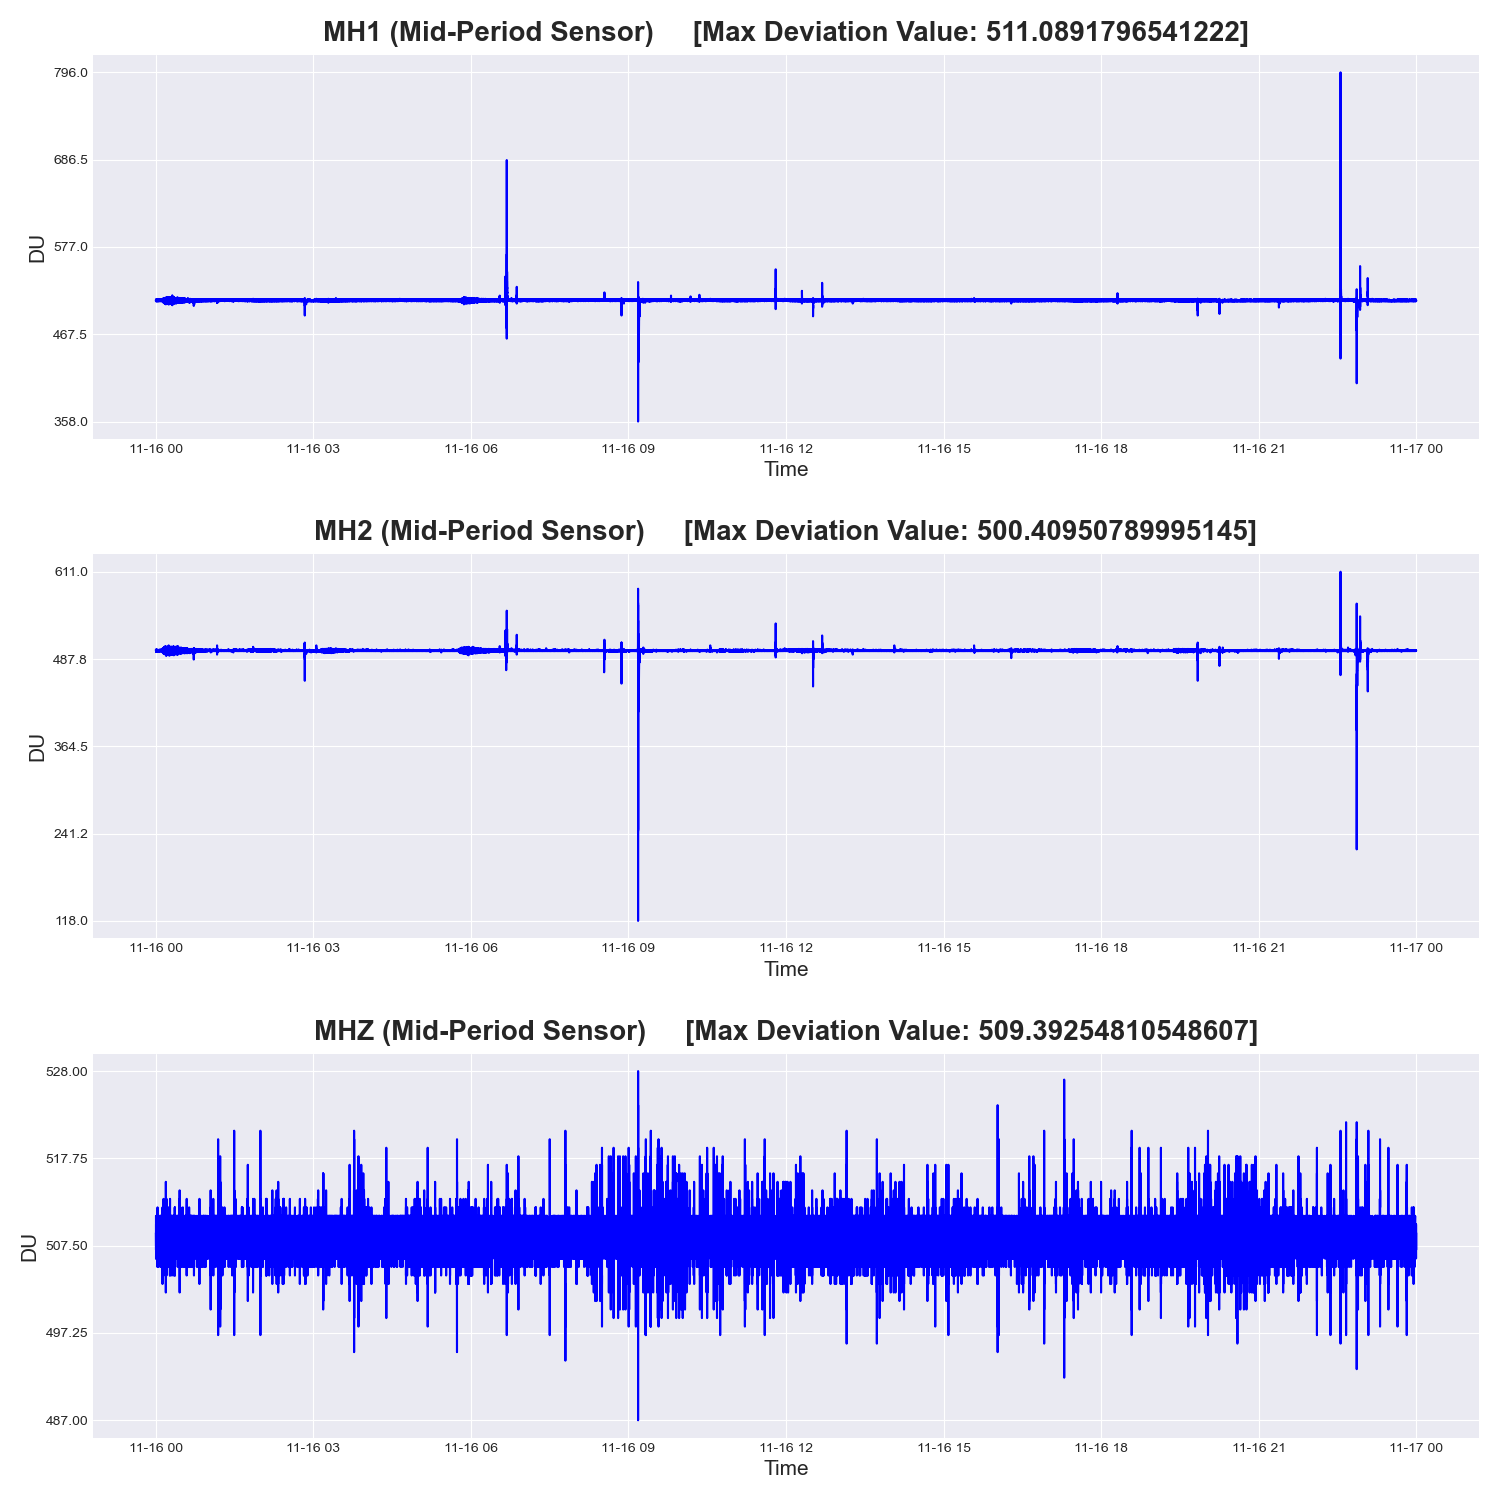 MH1 (Mid-Period Sensor) [Max Deviation Value: 511.0891796541222]
796.0
686.5
577.0
467.5
358.0
DU
11-16 00 11-16 03 11-16 06 11-16 09 11-16 12 11-16 15 11-16 18 11-16 21 11-17 00
Time
MH2 (Mid-Period Sensor) [Max Deviation Value: 500.40950789995145]
611.0
487.8
364.5
241.2
118.0
DU
11-16 00 11-16 03 11-16 06 11-16 09 11-16 12 11-16 15 11-16 18 11-16 21 11-17 00
Time
MHZ (Mid-Period Sensor) [Max Deviation Value: 509.39254810548607]
528.00
517.75
507.50
497.25
487.00
DU
11-16 00 11-16 03 11-16 06 11-16 09 11-16 12 11-16 15 11-16 18 11-16 21 11-17 00
Time